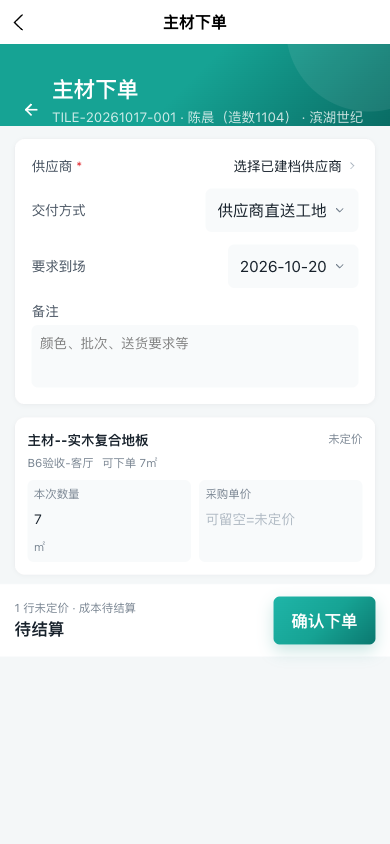 主材下单
主材下单
TILE-20261017-001 · 陈晨（造数1104） · 滨湖世纪
供应商 * 选择已建档供应商
交付方式 供应商直送工地
要求到场 2026-10-20
备注
颜色、批次、送货要求等
主材--实木复合地板 未定价
B6验收-客厅 可下单 7㎡
本次数量 采购单价
7 可留空=未定价
㎡
1 行未定价 · 成本待结算
待结算 确认下单